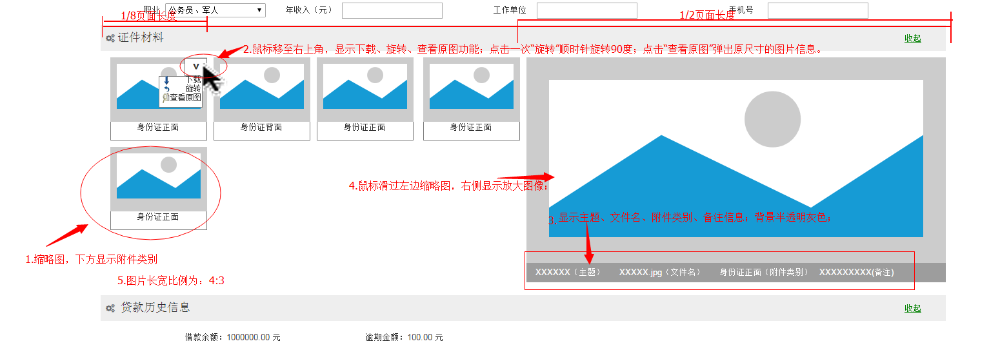 职业 公务员、军人 年收入（元） 工作单位 手机号
1/8页面长度 1/2页面长度
证件材料 收起
2.鼠标移至右上角，显示下载、旋转、查看原图功能；点击一次“旋转”顺时针旋转90度；点击“查看原图”弹出原尺寸的图片信息。
V
下载
旋转
查看原图
身份证正面 身份证背面 身份证正面 身份证正面
4.鼠标滑过左边缩略图，右侧显示放大图像；
身份证正面
3.显示主题、文件名、附件类别、备注信息；背景半透明灰色；
1.缩略图，下方显示附件类别
XXXXXX（主题） XXXXX.jpg（文件名） 身份证正面（附件类别） XXXXXXXXX(备注)
5.图片长宽比例为：4:3
贷款历史信息 收起
借款余额：1000000.00 元 逾期金额：100.00 元